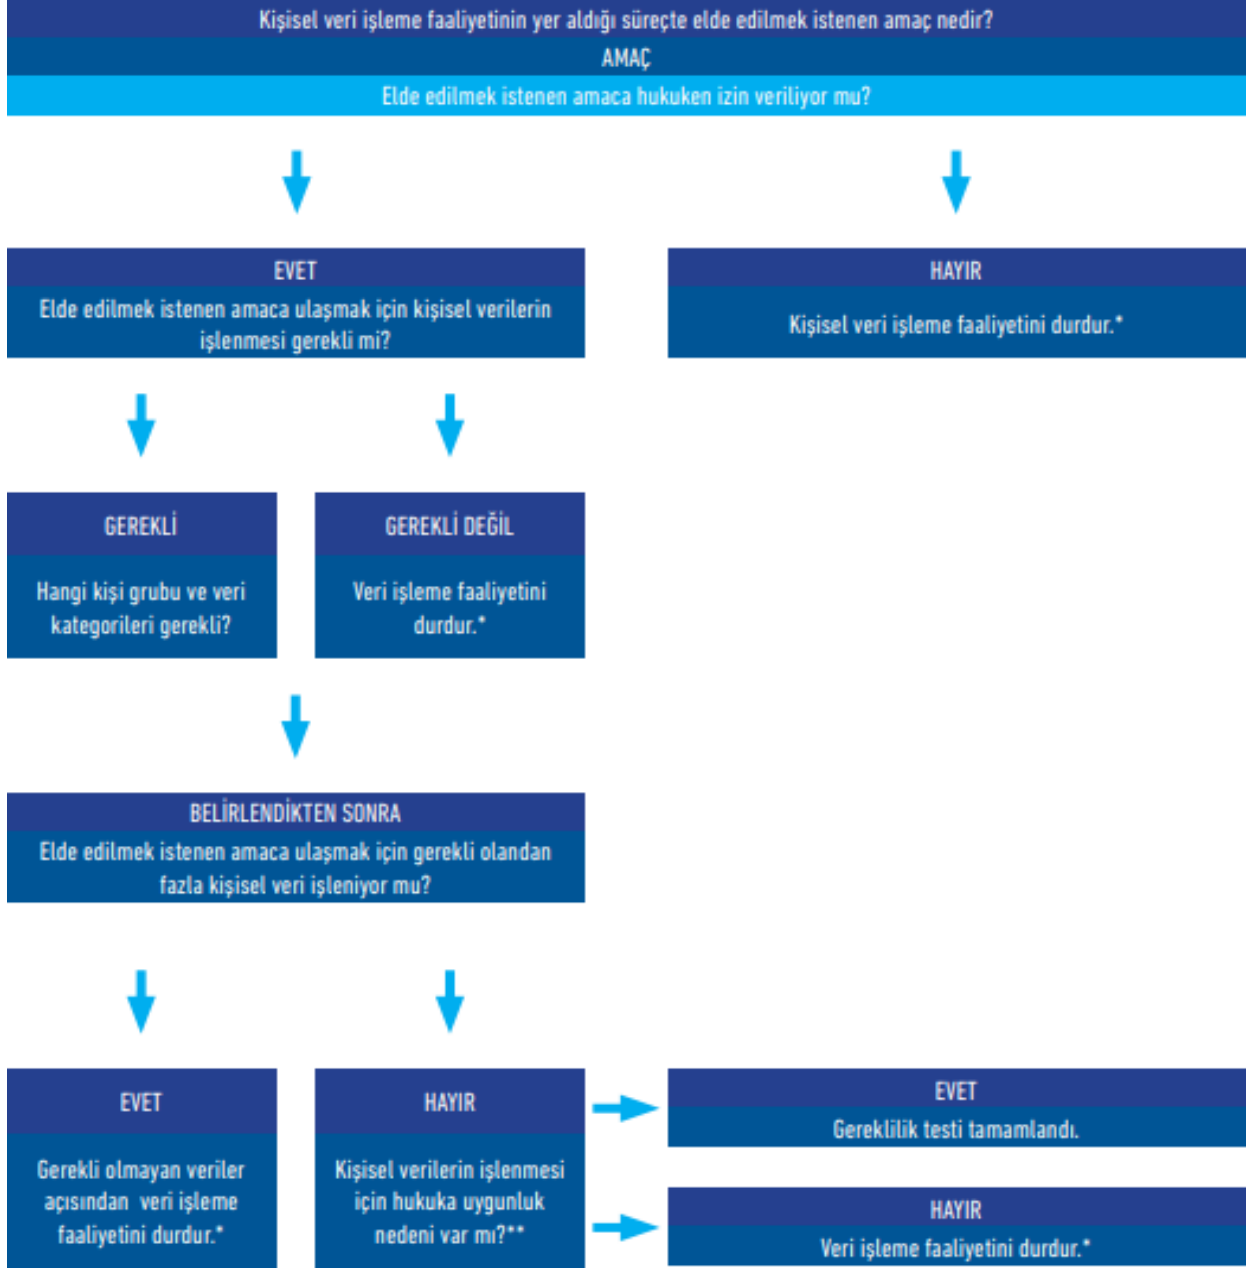 Kişisel veri işleme faaliyetinin yer aldığı süreçte elde edilmek istenen amaç nedir?
AMAÇ
Elde edilmek istenen amaca hukuken izin veriliyor mu?
EVET
Elde edilmek istenen amaca ulaşmak için kişisel verilerin
işlenmesi gerekli mi?
HAYIR
Kişisel veri işleme faaliyetini durdur.*
GEREKLİ
Hangi kişi grubu ve veri
kategorileri gerekli?
GEREKLİ DEĞİL
Veri işleme faaliyetini
durdur.*
BELİRLENDİKTEN SONRA
Elde edilmek istenen amaca ulaşmak için gerekli olandan
fazla kişisel veri işleniyor mu?
EVET
Gerekli olmayan veriler
açısından veri işleme
faaliyetini durdur.*
HAYIR
Kişisel verilerin işlenmesi
için hukuka uygunluk
nedeni var mı?**
EVET
Gereklilik testi tamamlandı.
HAYIR
Veri işleme faaliyetini durdur.*